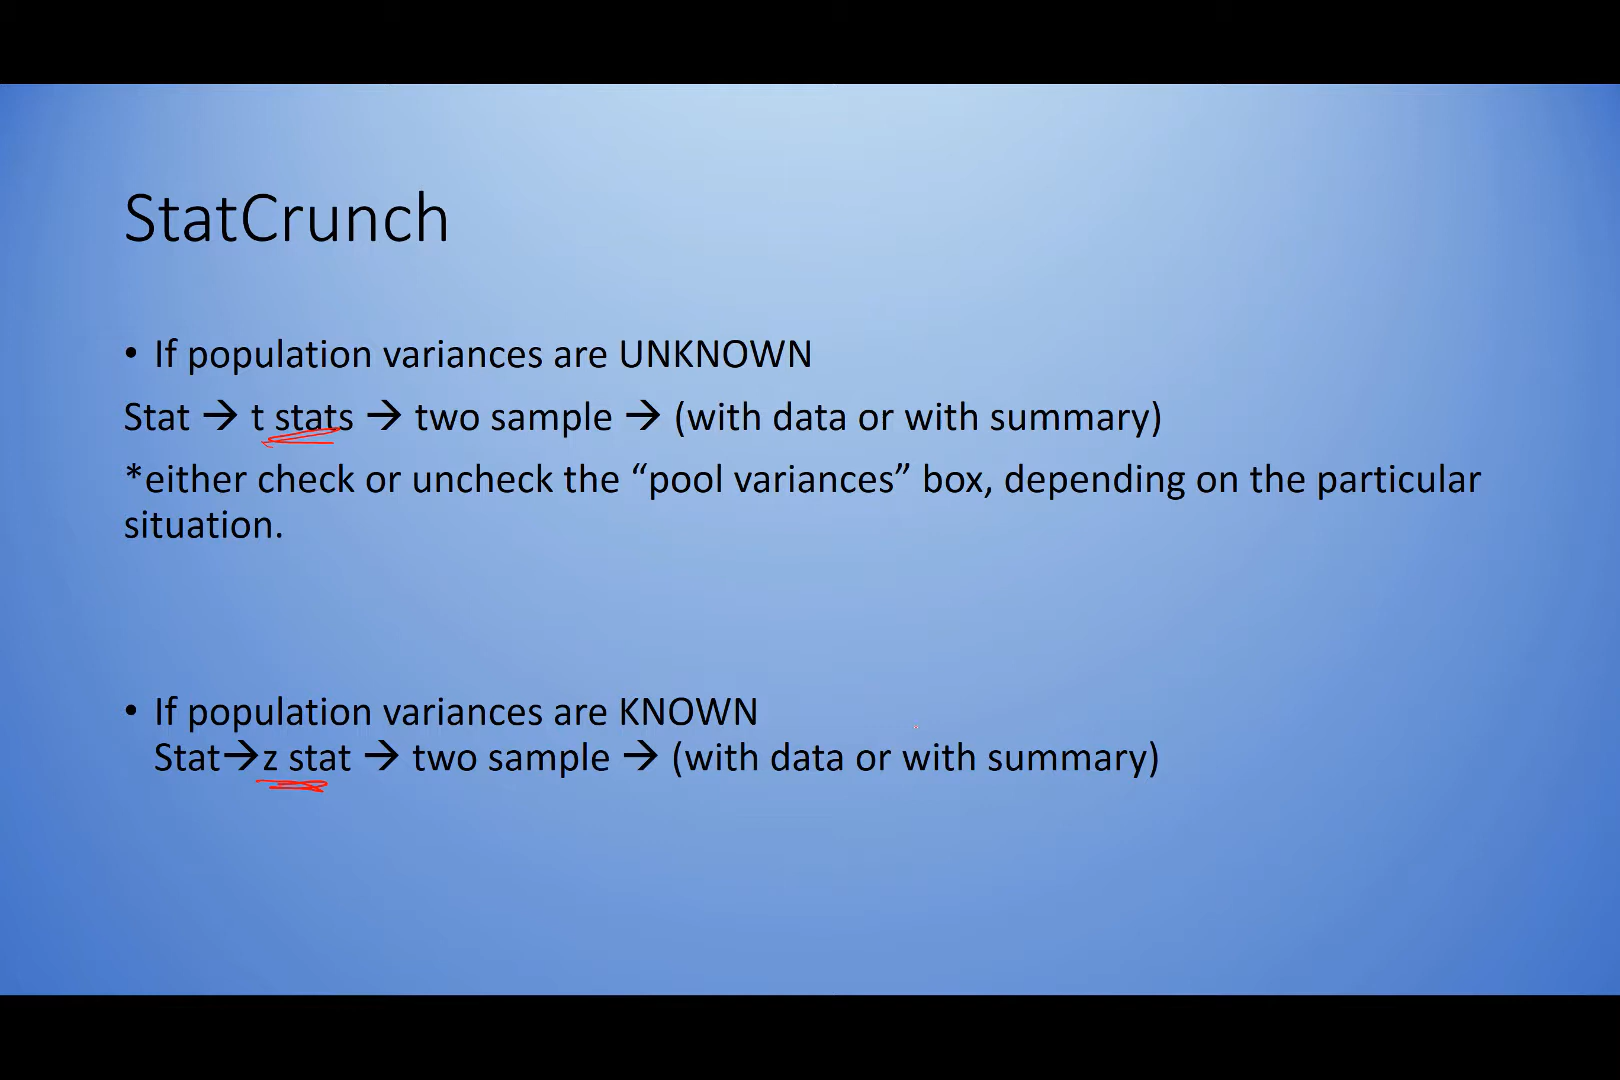 StatCrunch
• If population variances are UNKNOWN
Stat → t stats → two sample → (with data or with summary)
*either check or uncheck the “pool variances” box, depending on the particular
situation.
• If population variances are KNOWN
Stat→z stat → two sample → (with data or with summary)